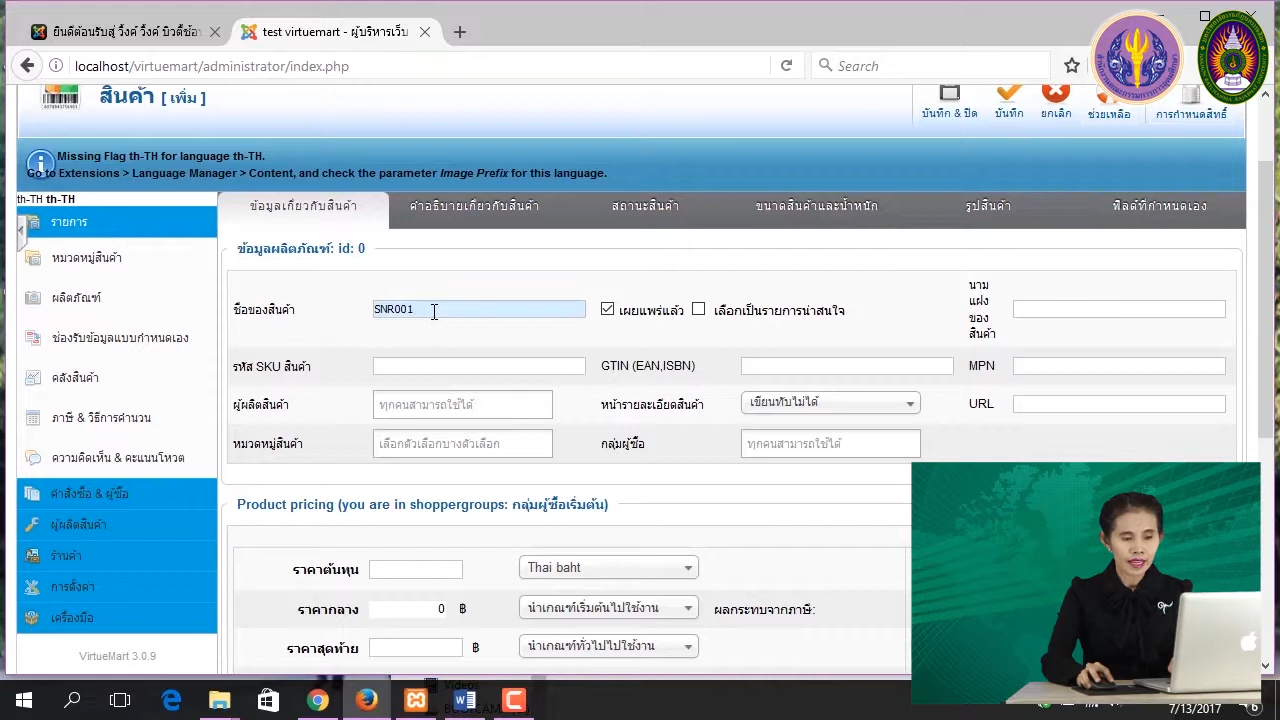 ยินดีต้อนรับสู่ วิ้งค์ วิ้งค์ บิวตี้ช้อ
test virtuemart - ผู้บริหารเว็บ
localhost/virtuemart/administrator/index.php
Search
สินค้า [ เพิ่ม ]
บันทึก & ปิด
บันทึก
ยกเลิก
ช่วยเหลือ
การกำหนดสิทธิ์
Missing Flag th-TH for language th-TH.
Go to Extensions > Language Manager > Content, and check the parameter Image Prefix for this language.
th-TH th-TH
รายการ
หมวดหมู่สินค้า
ผลิตภัณฑ์
ช่องรับข้อมูลแบบกำหนดเอง
คลังสินค้า
ภาษี & วิธีการคำนวน
ความคิดเห็น & คะแนนโหวต
คำสั่งซื้อ & ผู้ซื้อ
ผู้ผลิตสินค้า
ร้านค้า
การตั้งค่า
เครื่องมือ
VirtueMart 3.0.9
ข้อมูลเกี่ยวกับสินค้า
คำอธิบายเกี่ยวกับสินค้า
สถานะสินค้า
ขนาดสินค้าและน้ำหนัก
รูปสินค้า
ฟิลด์ที่กำหนดเอง
ข้อมูลผลิตภัณฑ์: id: 0
ชื่อของสินค้า
SNR001
เผยแพร่แล้ว
เลือกเป็นรายการน่าสนใจ
นาม
แฝง
ของ
สินค้า
รหัส SKU สินค้า
GTIN (EAN,ISBN)
MPN
ผู้ผลิตสินค้า
ทุกคนสามารถใช้ได้
หน้ารายละเอียดสินค้า
เขียนทับไม่ได้
URL
หมวดหมู่สินค้า
เลือกตัวเลือกบางตัวเลือก
กลุ่มผู้ซื้อ
ทุกคนสามารถใช้ได้
Product pricing (you are in shoppergroups: กลุ่มผู้ซื้อเริ่มต้น)
ราคาต้นทุน
Thai baht
ราคากลาง
0 ฿
นำเกณฑ์เริ่มต้นไปใช้งาน
ผลกระทบจากภาษี:
ราคาสุดท้าย
฿
นำเกณฑ์ทั่วไปไปใช้งาน
Videos
7/13/2017